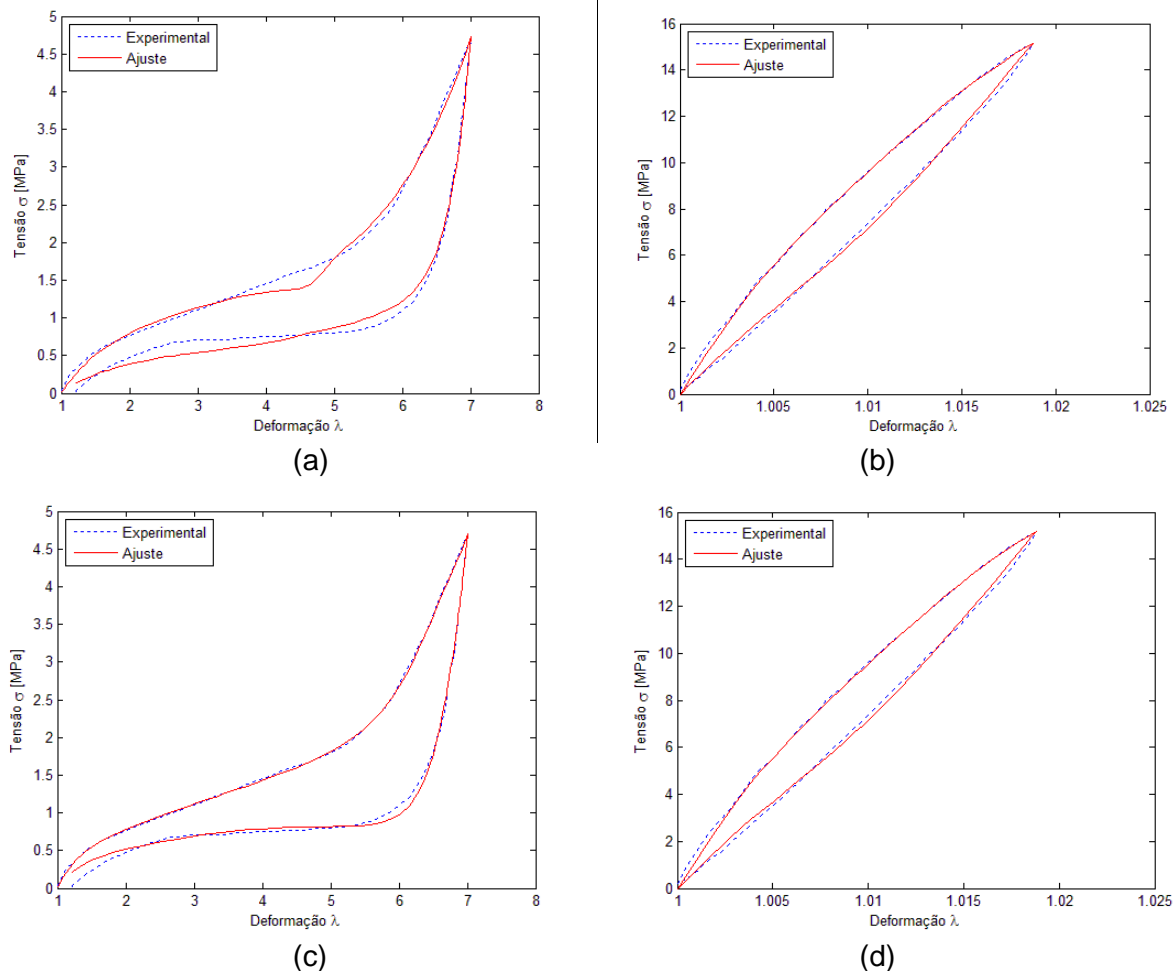 5
4.5
4
3.5
3
2.5
2
1.5
1
0.5
0
Experimental
Ajuste
Tensão σ [MPa]
1 2 3 4 5 6 7 8
Deformação λ
(a)
16
14
12
10
8
6
4
2
0
Experimental
Ajuste
Tensão σ [MPa]
1 1.005 1.01 1.015 1.02 1.025
Deformação λ
(b)
5
4.5
4
3.5
3
2.5
2
1.5
1
0.5
0
Experimental
Ajuste
Tensão σ [MPa]
1 2 3 4 5 6 7 8
Deformação λ
(c)
16
14
12
10
8
6
4
2
0
Experimental
Ajuste
Tensão σ [MPa]
1 1.005 1.01 1.015 1.02 1.025
Deformação λ
(d)